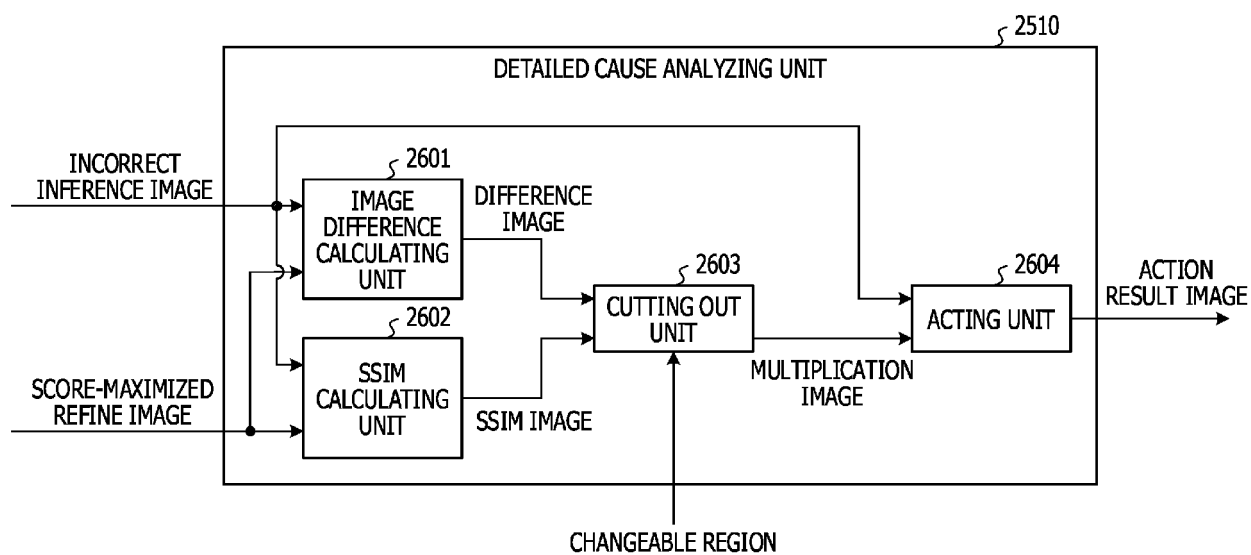 2510
DETAILED CAUSE ANALYZING UNIT
INCORRECT
INFERENCE IMAGE
2601
IMAGE
DIFFERENCE
CALCULATING
UNIT
DIFFERENCE
IMAGE
2603
CUTTING OUT
UNIT
2604
ACTING UNIT
ACTION
RESULT IMAGE
2602
SSIM
CALCULATING
UNIT
SSIM IMAGE
MULTIPLICATION
IMAGE
SCORE-MAXIMIZED
REFINE IMAGE
CHANGEABLE REGION